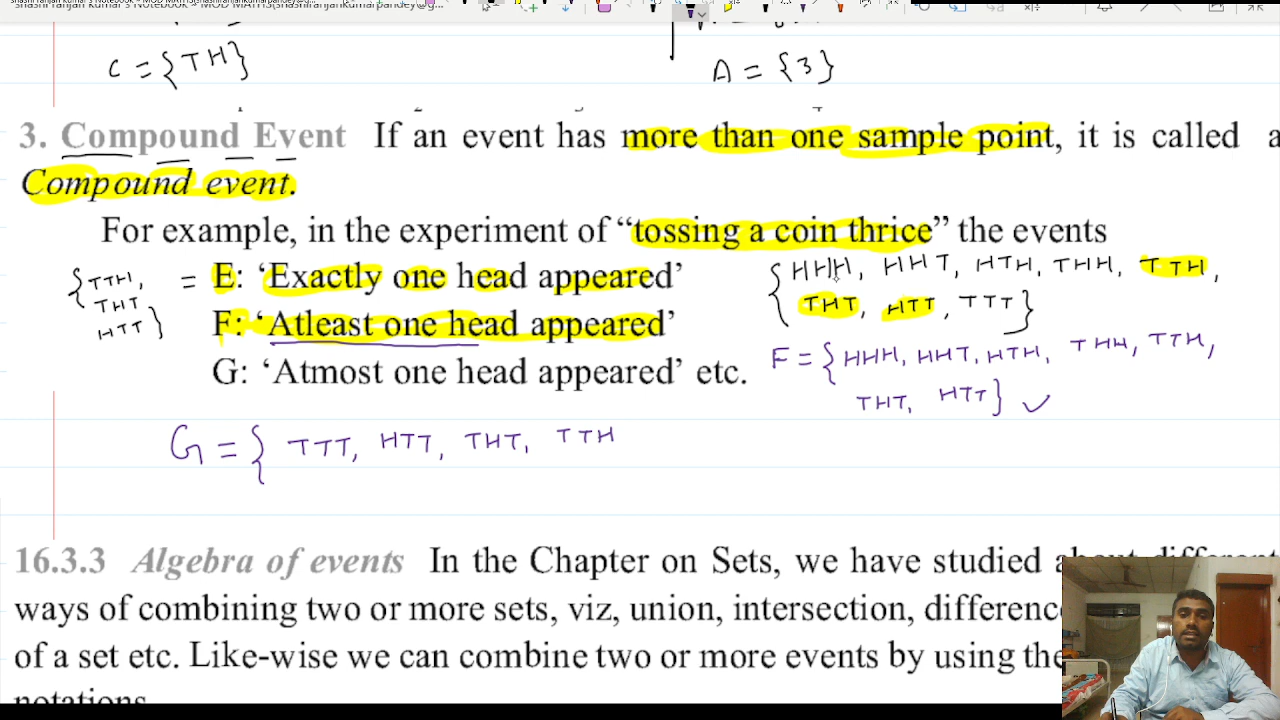 C = {TH}
A = {3}
3. Compound Event If an event has more than one sample point, it is called a
Compound event.
For example, in the experiment of “tossing a coin thrice” the events
{TTH, THT HTT} = E: ‘Exactly one head appeared’
{HHH, HHT, HTH, THH, TTH,
THT, HTT, TTT}
F: ‘Atleast one head appeared’
F = {HHH, HHT, HTH, THH, TTH,
THT, HTT} ✓
G: ‘Atmost one head appeared’ etc.
G = { TTT, HTT, THT, TTH
16.3.3 Algebra of events In the Chapter on Sets, we have studied about different
ways of combining two or more sets, viz, union, intersection, difference
of a set etc. Like-wise we can combine two or more events by using the
notations